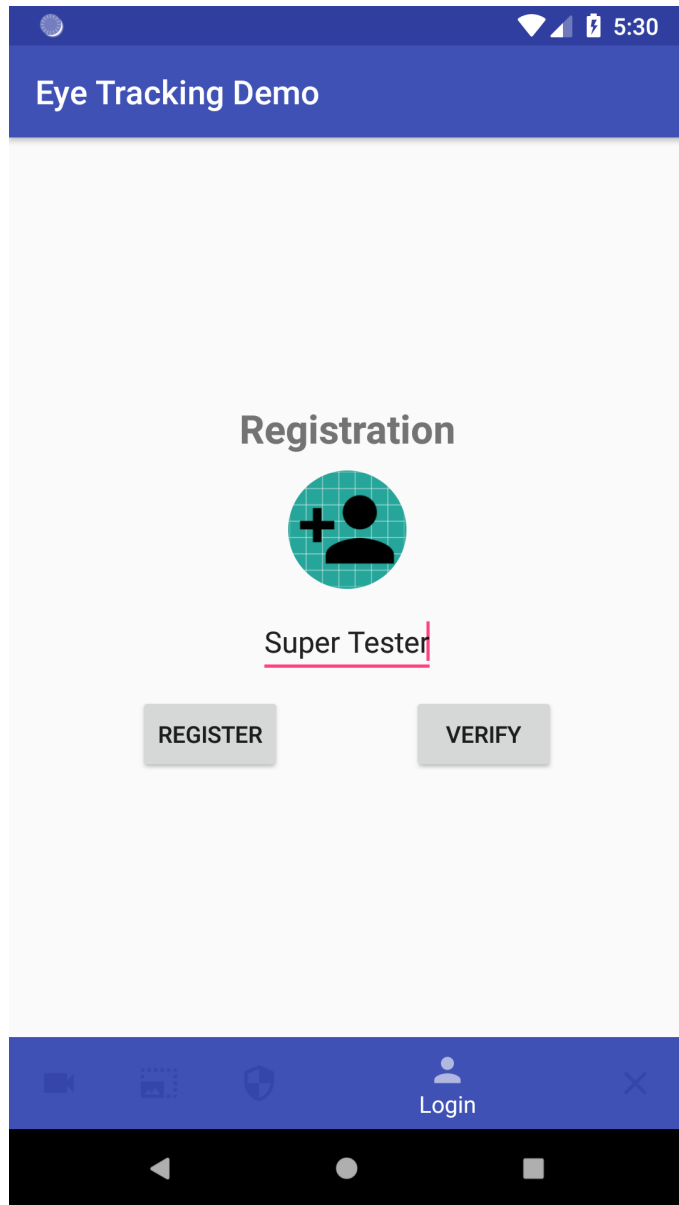 5:30
Eye Tracking Demo
Registration
Super Tester
REGISTER
VERIFY
Login